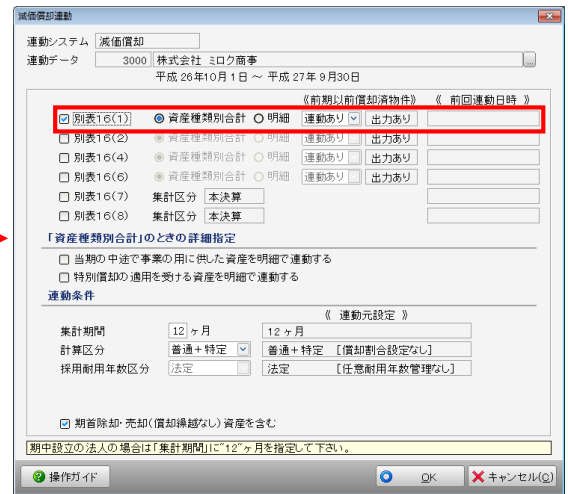 減価償却連動
連動システム 減価償却
連動データ 3000 株式会社 ミロク商事 ...
平成 26年10月 1日 ～ 平成 27年 9月30日
《前期以前償却済物件》 《 前回連動日時 》
別表16(1) 資産種類別合計 明細 連動あり 出力あり
別表16(2) 資産種類別合計 明細 連動あり 出力あり
別表16(4) 資産種類別合計 明細 連動あり 出力あり
別表16(6) 資産種類別合計 明細 連動あり 出力あり
別表16(7) 集計区分 本決算
別表16(8) 集計区分 本決算
「資産種類別合計」のときの詳細指定
当期の中途で事業の用に供した資産を明細で連動する
特別償却の適用を受ける資産を明細で連動する
連動条件
《 連動元設定 》
集計期間 12 ヶ月 12 ヶ月
計算区分 普通+特定 普通+特定 [償却割合設定なし]
採用耐用年数区分 法定 法定 [任意耐用年数管理なし]
期首除却・売却(償却繰越なし)資産を含む
期中設立の法人の場合は「集計期間」に"12"ヶ月を指定して下さい。
操作ガイド OK キャンセル(C)